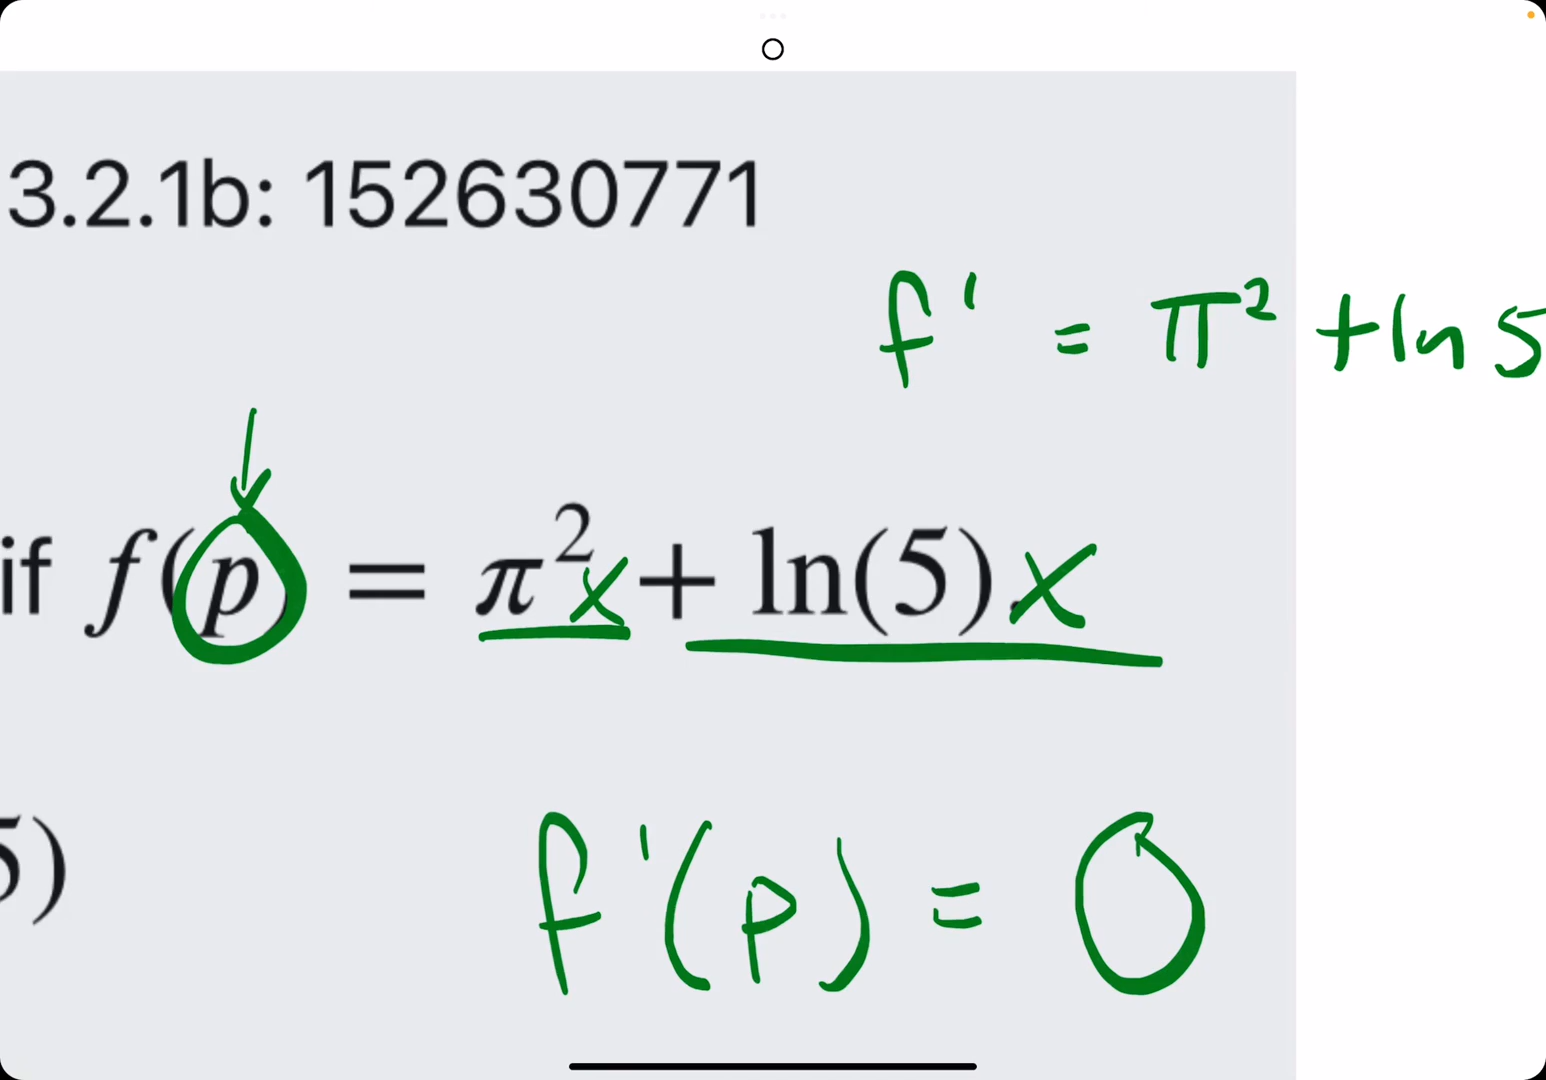 3.2.1b: 152630771
f' = π² + ln 5
if f(p) = π²x + ln(5)x
5)
f'(p) = 0